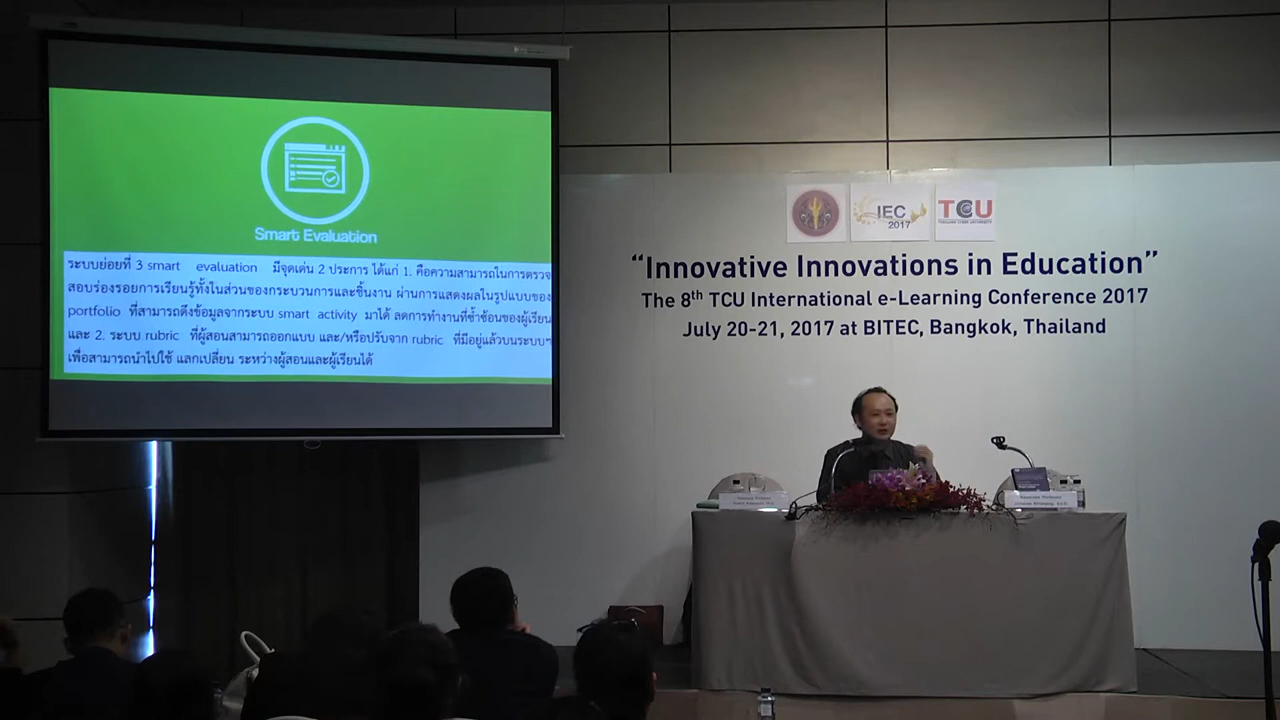 Smart Evaluation
ระบบย่อยที่ 3 smart evaluation มีจุดเด่น 2 ประการ ได้แก่ 1. คือความสามารถในการตรวจ
สอบร่องรอยการเรียนรู้ทั้งในส่วนของกระบวนการและชิ้นงาน ผ่านการแสดงผลในรูปแบบของ
portfolio ที่สามารถดึงข้อมูลจากระบบ smart activity มาได้ ลดการทำงานที่ซ้ำซ้อนของผู้เรียน
และ 2. ระบบ rubric ที่ผู้สอนสามารถออกแบบ และ/หรือปรับจาก rubric ที่มีอยู่แล้วบนระบบฯ
เพื่อสามารถนำไปใช้ แลกเปลี่ยน ระหว่างผู้สอนและผู้เรียนได้
IEC
2017
TCU
THAILAND CYBER UNIVERSITY
“Innovative Innovations in Education”
The 8th TCU International e-Learning Conference 2017
July 20-21, 2017 at BITEC, Bangkok, Thailand